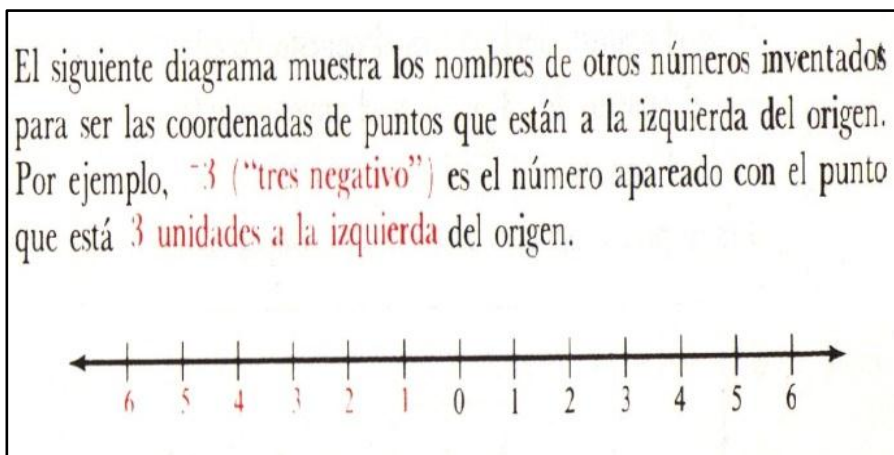 El siguiente diagrama muestra los nombres de otros números inventados
para ser las coordenadas de puntos que están a la izquierda del origen.
Por ejemplo, ⁻3 (“tres negativo”) es el número apareado con el punto
que está 3 unidades a la izquierda del origen.
6 5 4 3 2 1 0 1 2 3 4 5 6